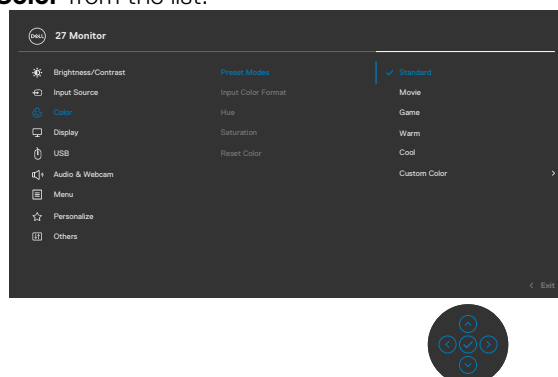 Color from the list.
DELL 27 Monitor
Brightness/Contrast Preset Modes Standard
Input Source Input Color Format Movie
Color Hue Game
Display Saturation Warm
USB Reset Color Cool
Audio & Webcam Custom Color
Menu
Personalize
Others
Exit